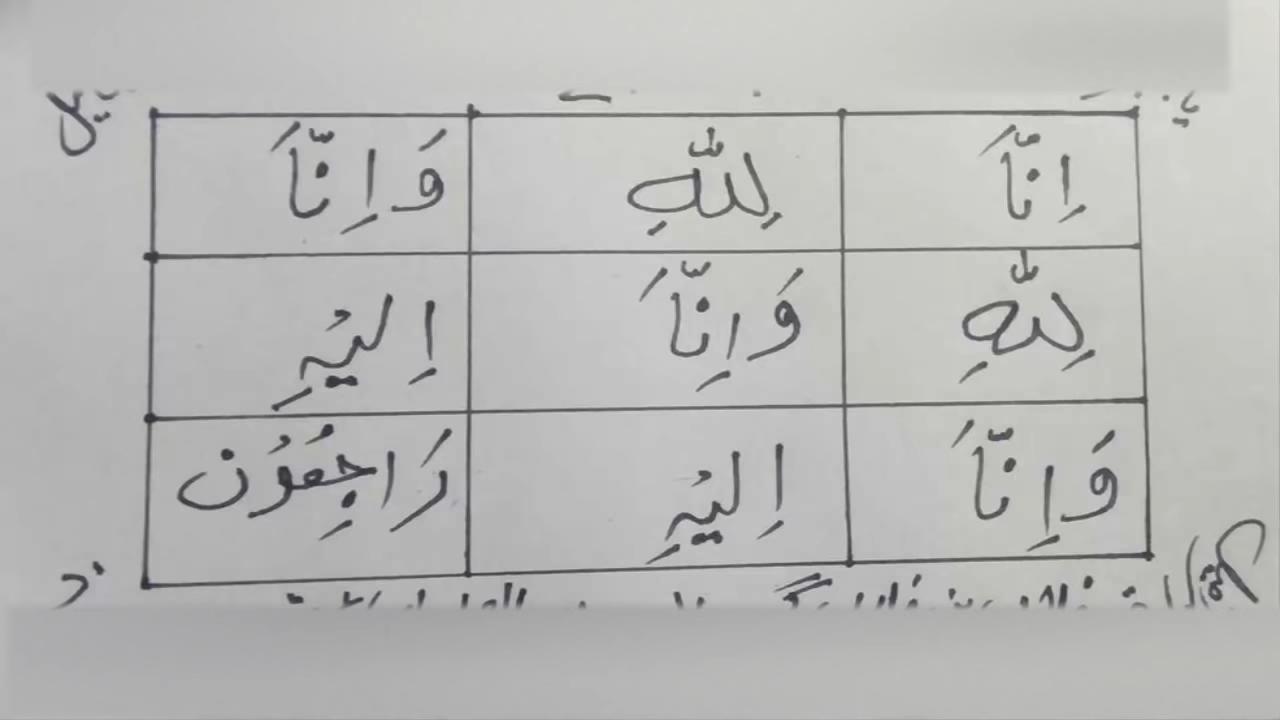 اِنَّا لِلّٰهِ وَاِنَّا
لِلّٰهِ وَاِنَّا اِلَیْهِ
وَاِنَّا اِلَیْهِ رَاجِعُوْن